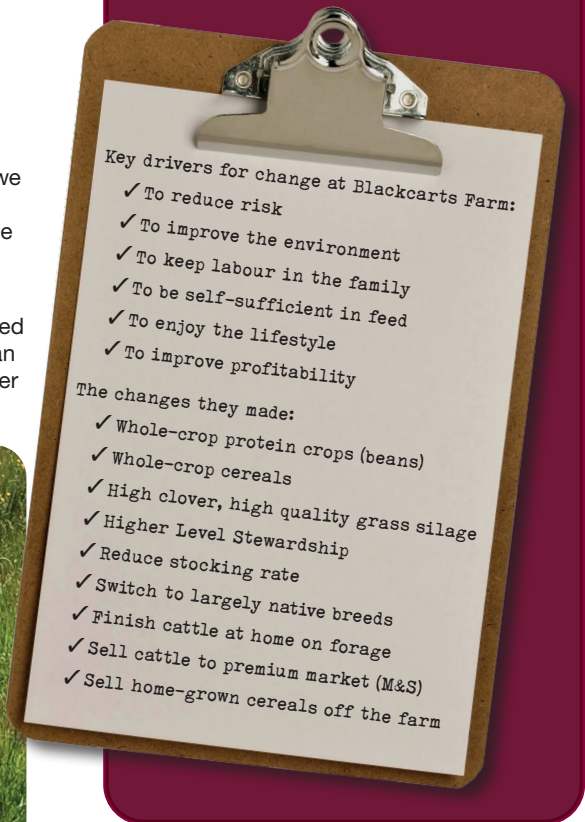 we
e
ed
an
er
Key drivers for change at Blackcarts Farm:
✓ To reduce risk
✓ To improve the environment
✓ To keep labour in the family
✓ To be self-sufficient in feed
✓ To enjoy the lifestyle
✓ To improve profitability
The changes they made:
✓ Whole-crop protein crops (beans)
✓ Whole-crop cereals
✓ High clover, high quality grass silage
✓ Higher Level Stewardship
✓ Reduce stocking rate
✓ Switch to largely native breeds
✓ Finish cattle at home on forage
✓ Sell cattle to premium market (M&S)
✓ Sell home-grown cereals off the farm